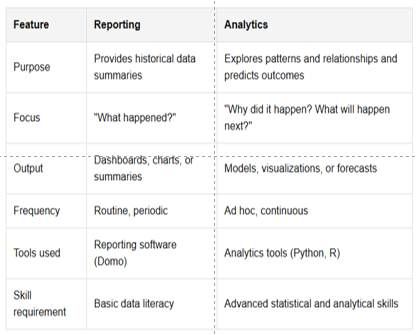 Feature Reporting Analytics
Purpose Provides historical data summaries Explores patterns and relationships and predicts outcomes
Focus "What happened?" "Why did it happen? What will happen next?"
Output Dashboards, charts, or summaries Models, visualizations, or forecasts
Frequency Routine, periodic Ad hoc, continuous
Tools used Reporting software (Domo) Analytics tools (Python, R)
Skill requirement Basic data literacy Advanced statistical and analytical skills